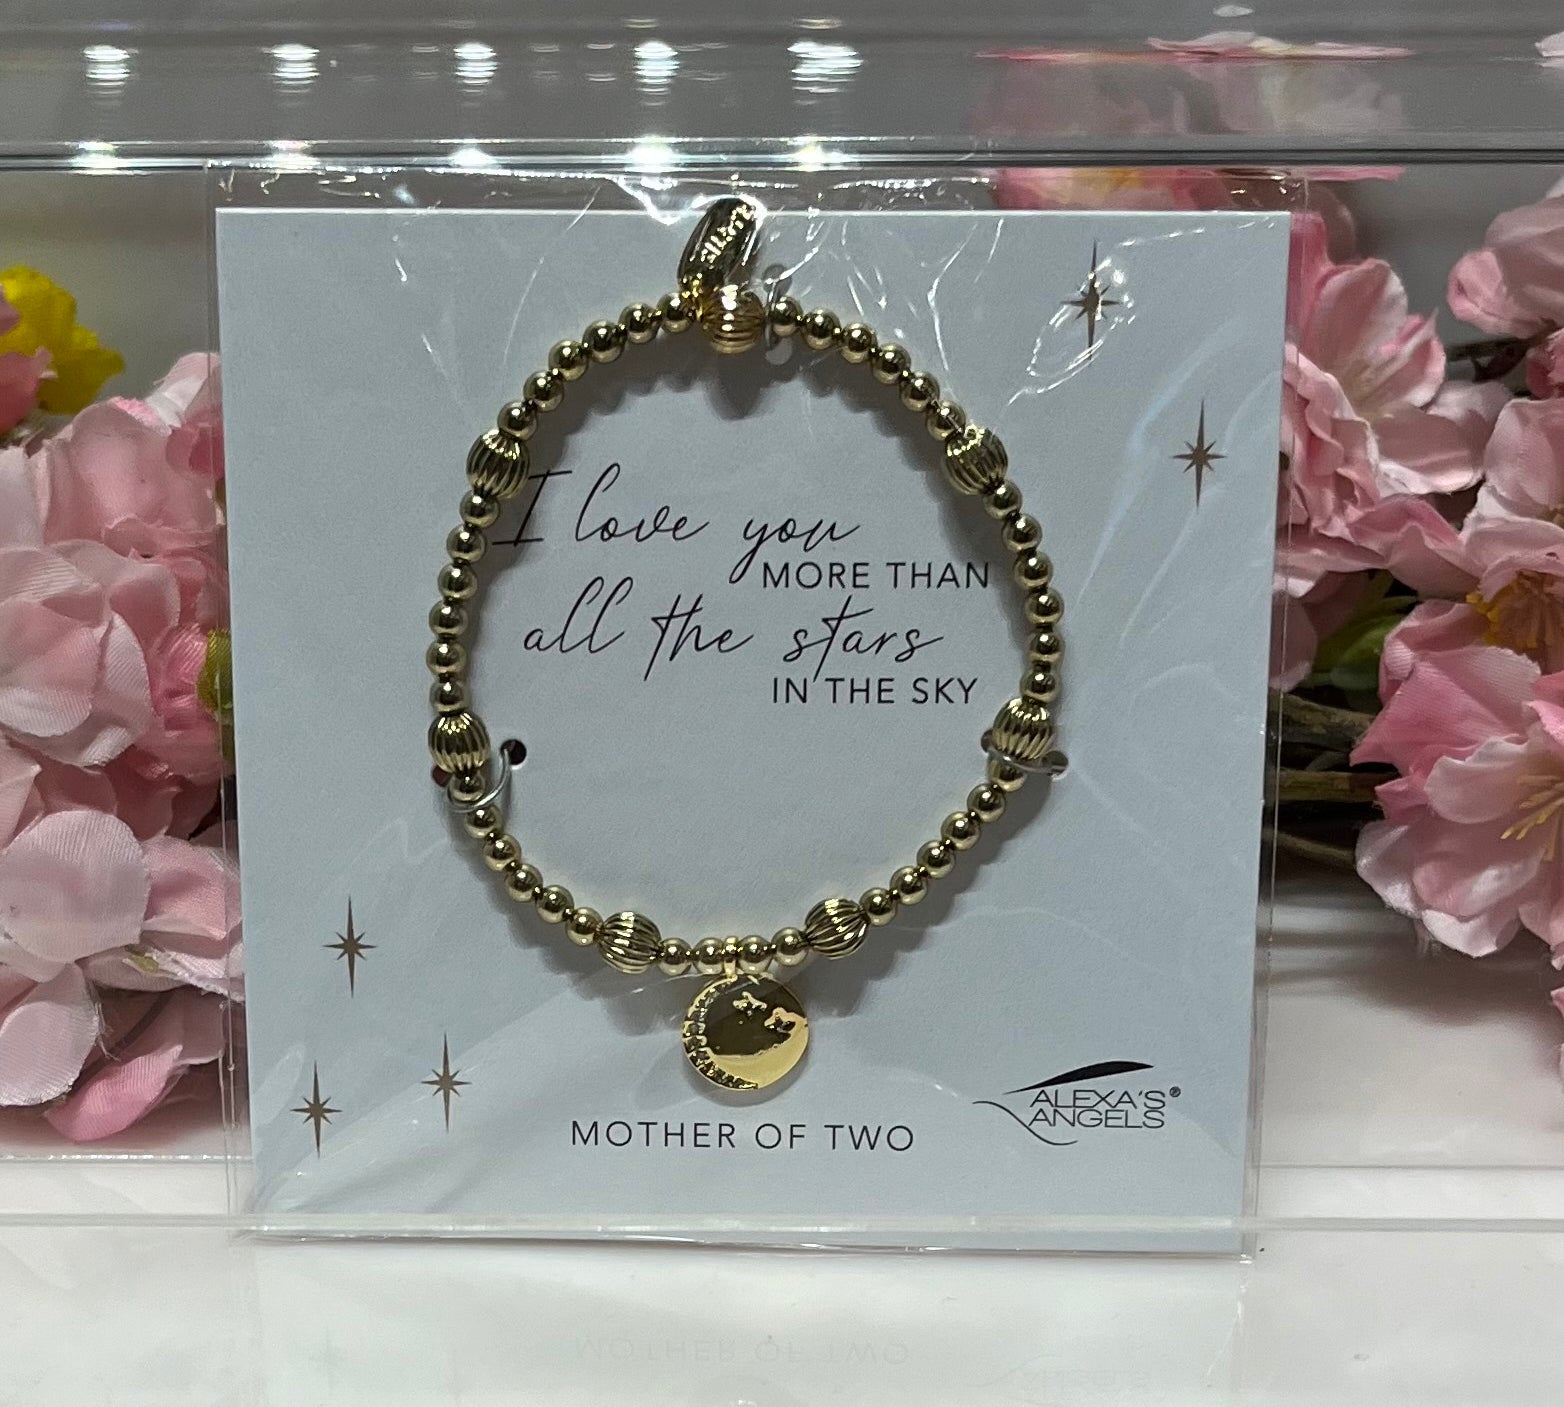 I love you
MORE THAN
all the stars
IN THE SKY
MOTHER OF TWO
ALEXA'S®
ANGELS